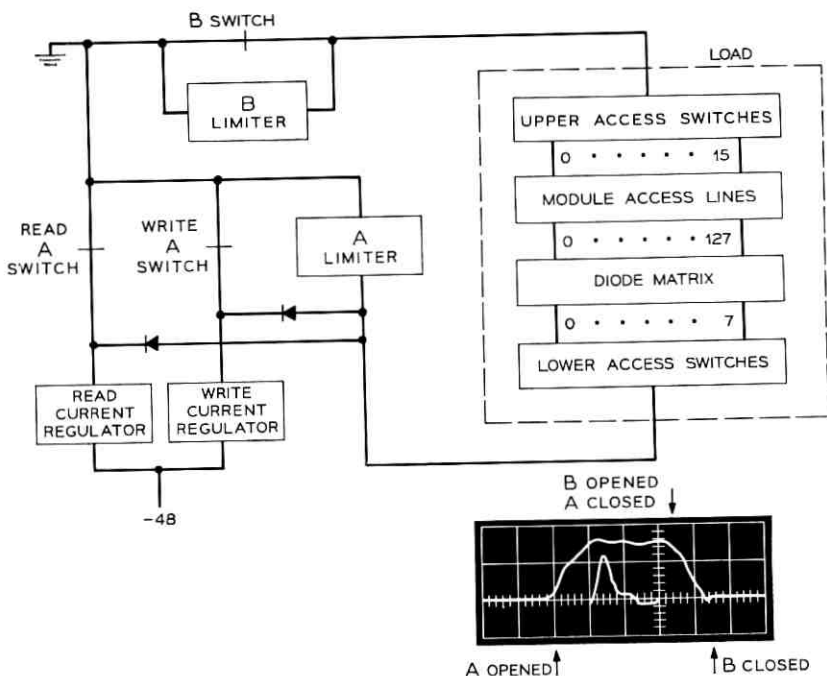 B SWITCH
B
LIMITER
LOAD
UPPER ACCESS SWITCHES
0 · · · · · 15
MODULE ACCESS LINES
0 · · · · · 127
DIODE MATRIX
0 · · · · · 7
LOWER ACCESS SWITCHES
READ
A
SWITCH
WRITE
A
SWITCH
A
LIMITER
READ
CURRENT
REGULATOR
WRITE
CURRENT
REGULATOR
-48
B OPENED
A CLOSED
A OPENED
B CLOSED